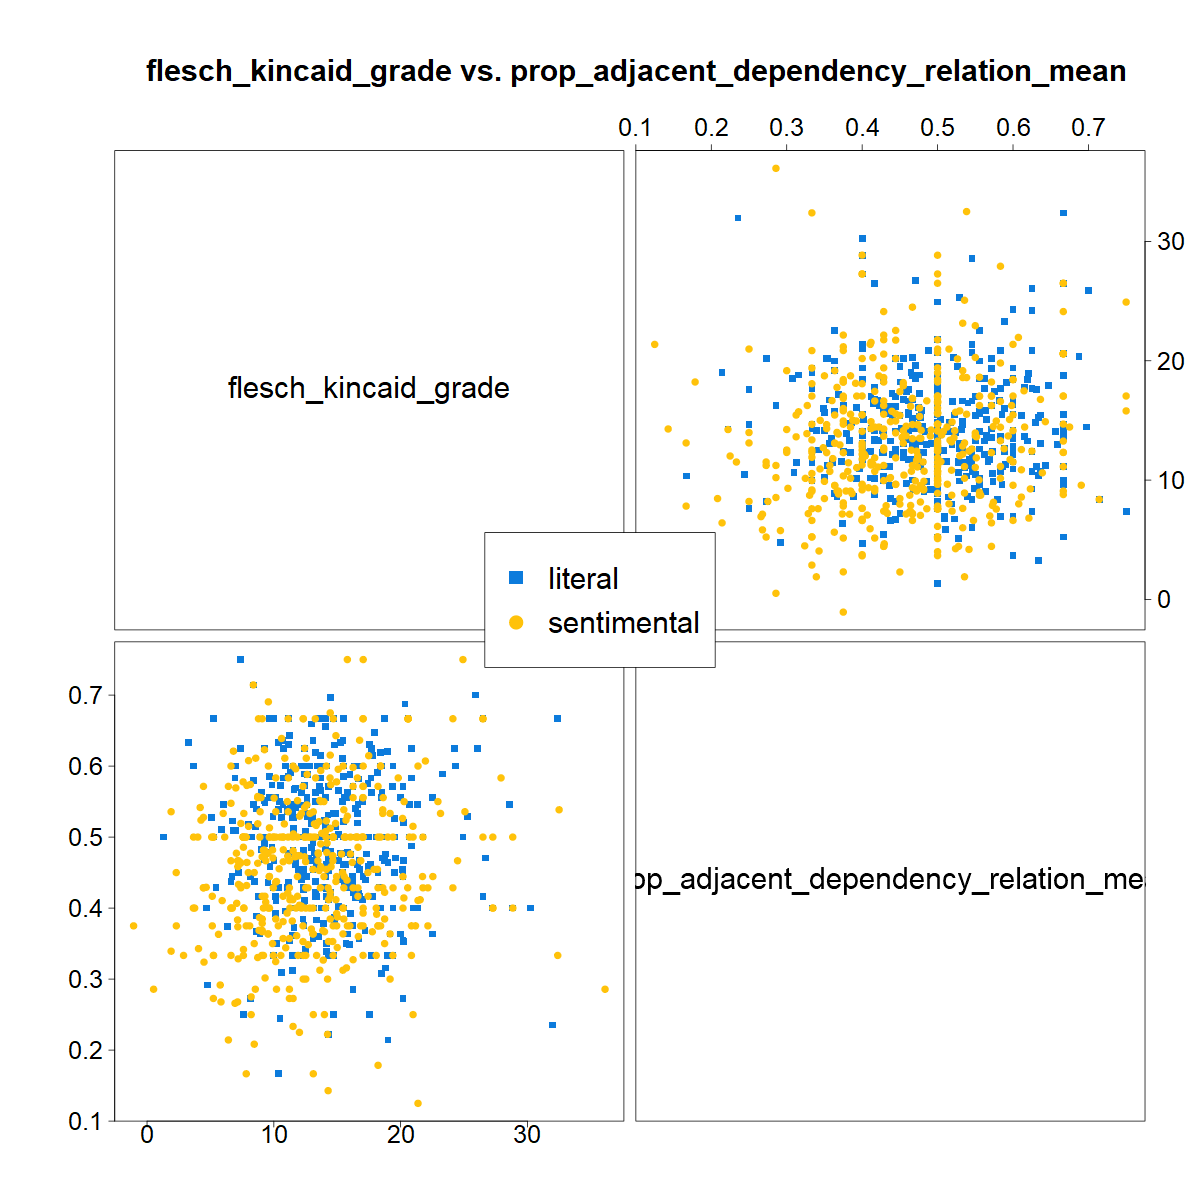 flesch_kincaid_grade vs. prop_adjacent_dependency_relation_mean
0.1 0.2 0.3 0.4 0.5 0.6 0.7
30
20
10
0
flesch_kincaid_grade
literal
sentimental
0.7
0.6
0.5
0.4
0.3
0.2
0.1
op_adjacent_dependency_relation_me
0 10 20 30